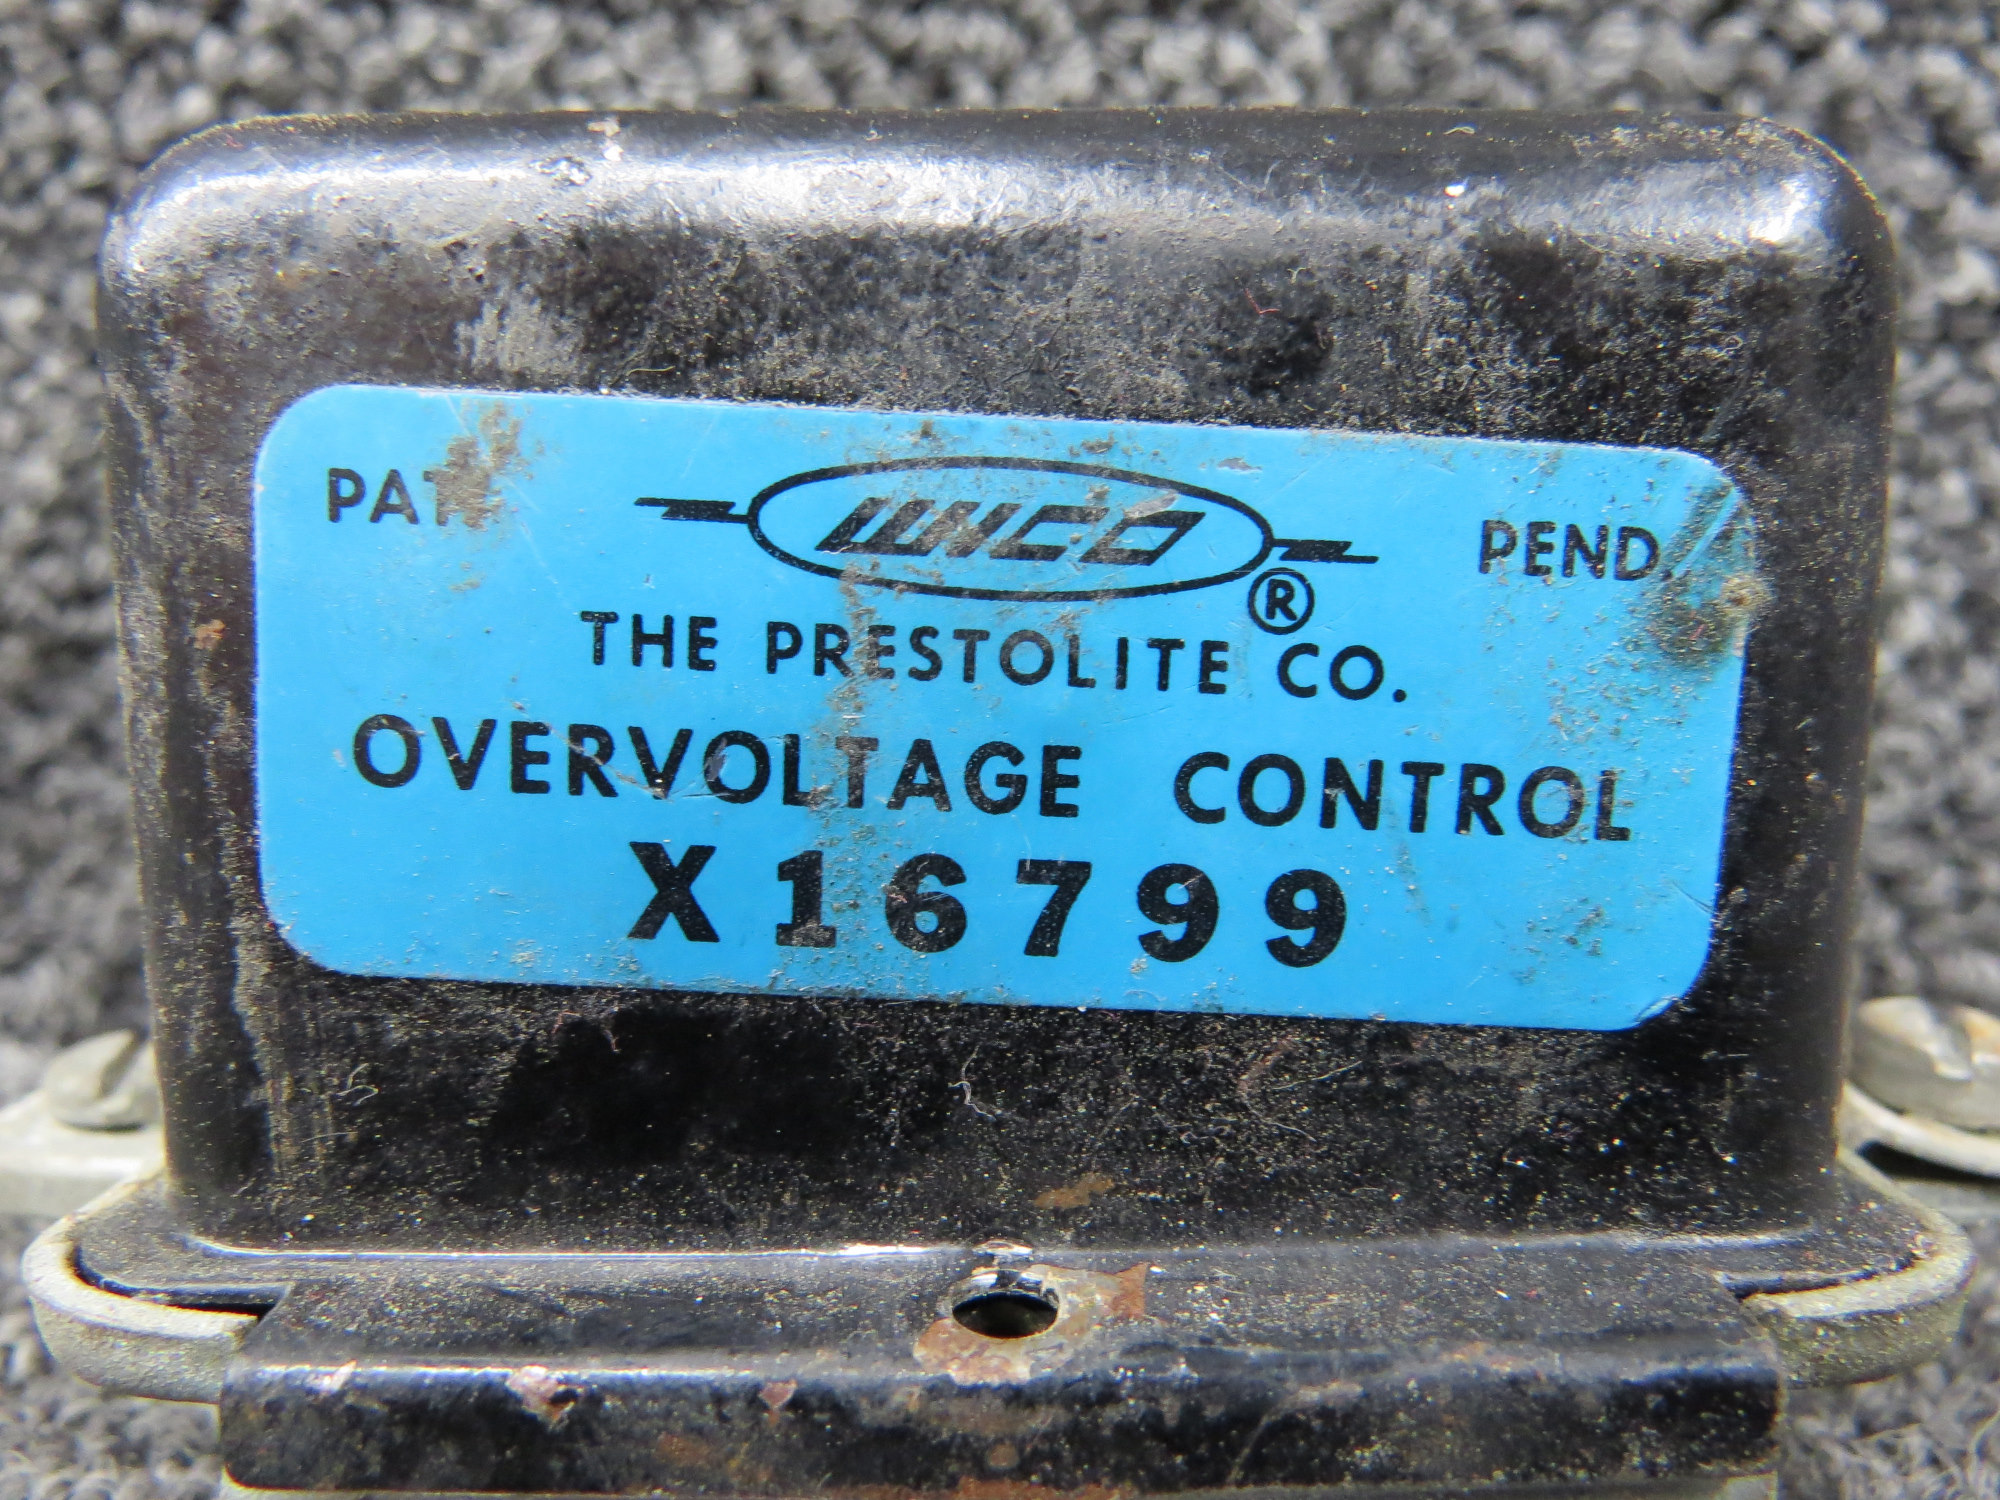 PAT. WICO ® PEND.
THE PRESTOLITE CO.
OVERVOLTAGE CONTROL
X16799